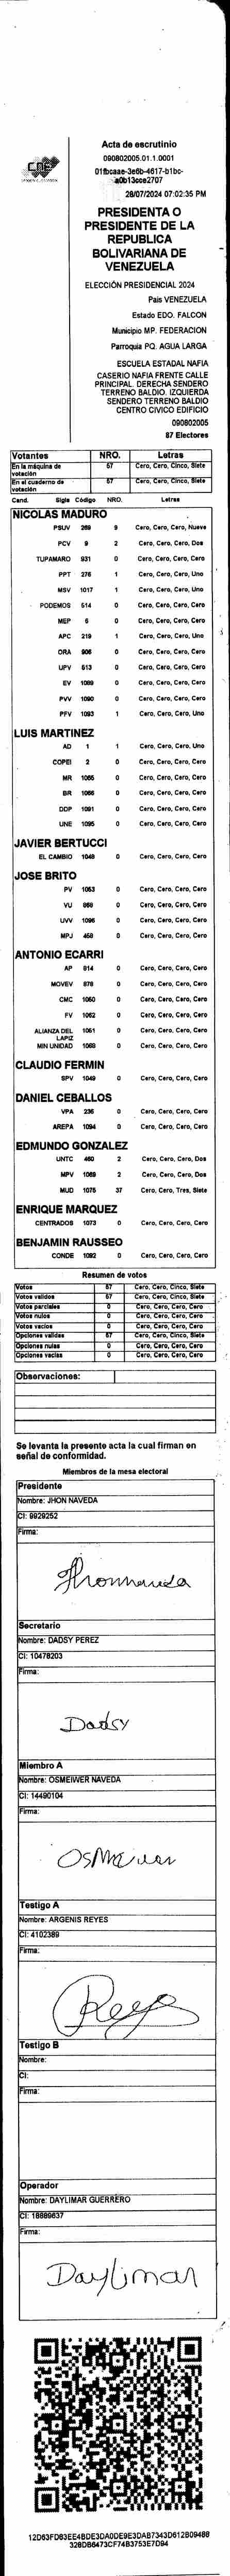 CNE
Acta de escrutinio
090802005.01.1.0001
01fbcaae-3e6b-4617-b1bc-
a0b13cce2707
28/07/2024 07:02:35 PM
PRESIDENTA O
PRESIDENTE DE LA
REPUBLICA
BOLIVARIANA DE
VENEZUELA
ELECCIÓN PRESIDENCIAL 2024
Pais VENEZUELA
Estado EDO. FALCON
Municipio MP. FEDERACION
Parroquia PQ. AGUA LARGA
ESCUELA ESTADAL NAFIA
CASERIO NAFIA FRENTE CALLE
PRINCIPAL. DERECHA SENDERO
TERRENO BALDIO. IZQUIERDA
SENDERO TERRENO BALDIO
CENTRO CIVICO EDIFICIO
090802005
87 Electores
Votantes NRO. Letras
En la máquina de votación 57 Cero, Cero, Cinco, Siete
En el cuaderno de votación 57 Cero, Cero, Cinco, Siete
Cand. Sigla Código NRO. Letras
NICOLAS MADURO
PSUV 269 9 Cero, Cero, Cero, Nueve
PCV 9 2 Cero, Cero, Cero, Dos
TUPAMARO 931 0 Cero, Cero, Cero, Cero
PPT 276 1 Cero, Cero, Cero, Uno
MSV 1017 1 Cero, Cero, Cero, Uno
PODEMOS 514 0 Cero, Cero, Cero, Cero
MEP 6 0 Cero, Cero, Cero, Cero
APC 219 1 Cero, Cero, Cero, Uno
ORA 906 0 Cero, Cero, Cero, Cero
UPV 613 0 Cero, Cero, Cero, Cero
EV 1089 0 Cero, Cero, Cero, Cero
PVV 1090 0 Cero, Cero, Cero, Cero
PFV 1093 1 Cero, Cero, Cero, Uno
LUIS MARTINEZ
AD 1 1 Cero, Cero, Cero, Uno
COPEI 2 0 Cero, Cero, Cero, Cero
MR 1065 0 Cero, Cero, Cero, Cero
BR 1066 0 Cero, Cero, Cero, Cero
DDP 1091 0 Cero, Cero, Cero, Cero
UNE 1095 0 Cero, Cero, Cero, Cero
JAVIER BERTUCCI
EL CAMBIO 1048 0 Cero, Cero, Cero, Cero
JOSE BRITO
PV 1063 0 Cero, Cero, Cero, Cero
VU 868 0 Cero, Cero, Cero, Cero
UVV 1096 0 Cero, Cero, Cero, Cero
MPJ 459 0 Cero, Cero, Cero, Cero
ANTONIO ECARRI
AP 814 0 Cero, Cero, Cero, Cero
MOVEV 878 0 Cero, Cero, Cero, Cero
CMC 1060 0 Cero, Cero, Cero, Cero
FV 1062 0 Cero, Cero, Cero, Cero
ALIANZA DEL LAPIZ 1061 0 Cero, Cero, Cero, Cero
MIN UNIDAD 1068 0 Cero, Cero, Cero, Cero
CLAUDIO FERMIN
SPV 1049 0 Cero, Cero, Cero, Cero
DANIEL CEBALLOS
VPA 236 0 Cero, Cero, Cero, Cero
AREPA 1094 0 Cero, Cero, Cero, Cero
EDMUNDO GONZALEZ
UNTC 460 2 Cero, Cero, Cero, Dos
MPV 1069 2 Cero, Cero, Cero, Dos
MUD 1075 37 Cero, Cero, Tres, Siete
ENRIQUE MARQUEZ
CENTRADOS 1073 0 Cero, Cero, Cero, Cero
BENJAMIN RAUSSEO
CONDE 1092 0 Cero, Cero, Cero, Cero
Resumen de votos
Votos 57 Cero, Cero, Cinco, Siete
Votos validos 57 Cero, Cero, Cinco, Siete
Votos parciales 0 Cero, Cero, Cero, Cero
Votos nulos 0 Cero, Cero, Cero, Cero
Votos vacios 0 Cero, Cero, Cero, Cero
Opciones validas 57 Cero, Cero, Cinco, Siete
Opciones nulas 0 Cero, Cero, Cero, Cero
Opciones vacias 0 Cero, Cero, Cero, Cero
Observaciones:
Se levanta la presente acta la cual firman en
señal de conformidad.
Miembros de la mesa electoral
Presidente
Nombre: JHON NAVEDA
CI: 9929252
Firma:
Jhonnaveda
Secretario
Nombre: DADSY PEREZ
CI: 10478203
Firma:
Dadsy
Miembro A
Nombre: OSMEIWER NAVEDA
CI: 14490104
Firma:
Testigo A
Nombre: ARGENIS REYES
CI: 4102389
Firma:
Reyes
Testigo B
Nombre:
CI:
Firma:
Operador
Nombre: DAYLIMAR GUERRERO
CI: 18889637
Firma:
Daylimar
12D63FD83EE4BDE3DA0DE9E3DAB7343D612B09488
328DB6473CF74B3753E7D94